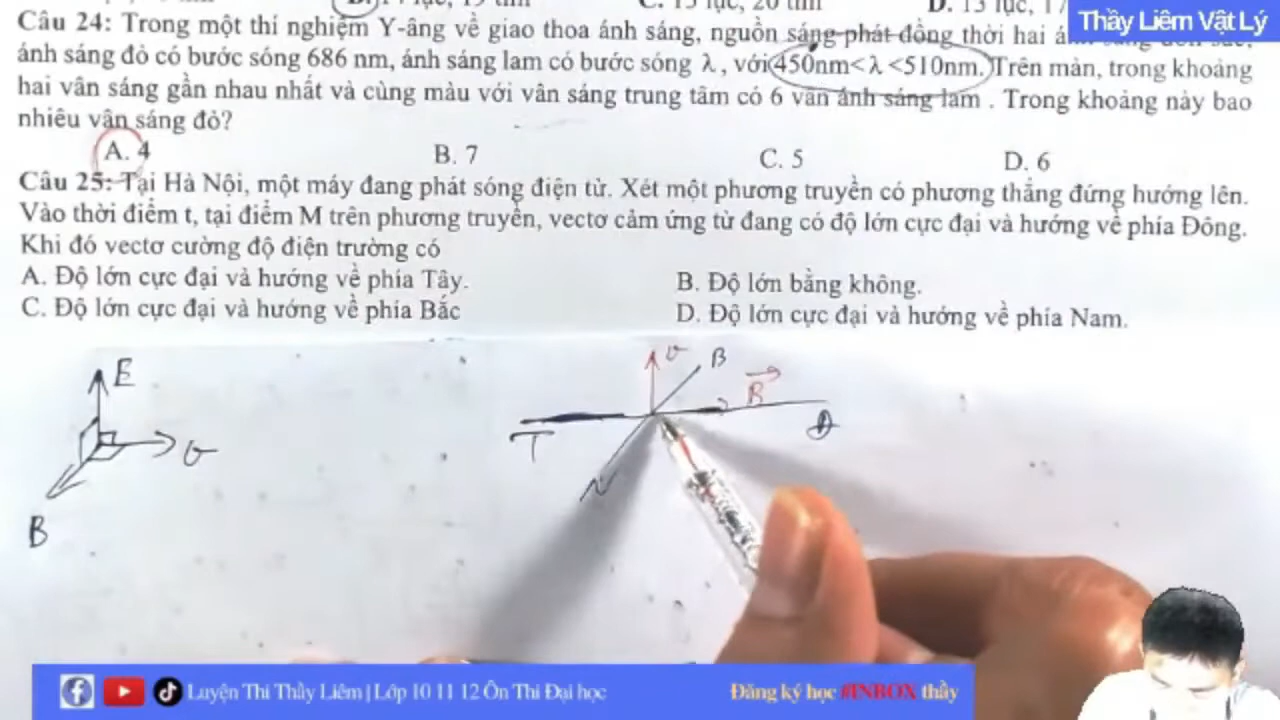 C. 15 lục, 20 tím
Thầy Liêm Vật Lý
Câu 24: Trong một thí nghiệm Y-âng về giao thoa ánh sáng, nguồn sáng phát đồng thời hai
ánh sáng đỏ có bước sóng 686 nm, ánh sáng lam có bước sóng λ, với 450nm< λ <510nm. Trên màn, trong khoảng
hai vân sáng gần nhau nhất và cùng màu với vân sáng trung tâm có 6 vân ánh sáng lam . Trong khoảng này bao
nhiêu vân sáng đỏ?
A. 4 B. 7 C. 5 D. 6
Câu 25: Tại Hà Nội, một máy đang phát sóng điện từ. Xét một phương truyền có phương thẳng đứng hướng lên.
Vào thời điểm t, tại điểm M trên phương truyền, vectơ cảm ứng từ đang có độ lớn cực đại và hướng về phía Đông.
Khi đó vectơ cường độ điện trường có
A. Độ lớn cực đại và hướng về phía Tây. B. Độ lớn bằng không.
C. Độ lớn cực đại và hướng về phía Bắc D. Độ lớn cực đại và hướng về phía Nam.
E
v
B
v
B
B
T
Đ
N
Luyện Thi Thầy Liêm | Lớp 10 11 12 Ôn Thi Đại học
Đăng ký học #INBOX thầy